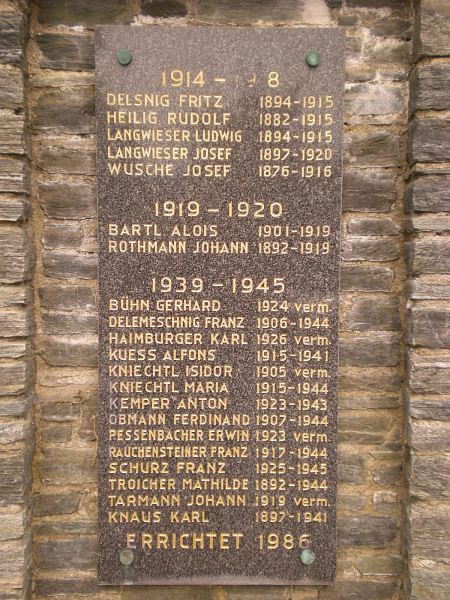 1914 - 1 8
DELSNIG FRITZ 1894-1915
HEILIG RUDOLF 1882-1915
LANGWIESER LUDWIG 1894-1915
LANGWIESER JOSEF 1897-1920
WUSCHE JOSEF 1876-1916
1919 - 1920
BARTL ALOIS 1901-1919
ROTHMANN JOHANN 1892-1919
1939 - 1945
BÜHN GERHARD 1924 verm.
DELEMESCHNIG FRANZ 1906-1944
HAIMBURGER KARL 1926 verm.
KUESS ALFONS 1915-1941
KNIECHTL ISIDOR 1905 verm.
KNIECHTL MARIA 1915-1944
KEMPER ANTON 1923-1943
OBMANN FERDINAND 1907-1944
PESSENBACHER ERWIN 1923 verm.
RAUCHENSTEINER FRANZ 1917-1944
SCHURZ FRANZ 1925-1945
TROICHER MATHILDE 1892-1944
TARMANN JOHANN 1919 verm.
KNAUS KARL 1897-1941
ERRICHTET 1986